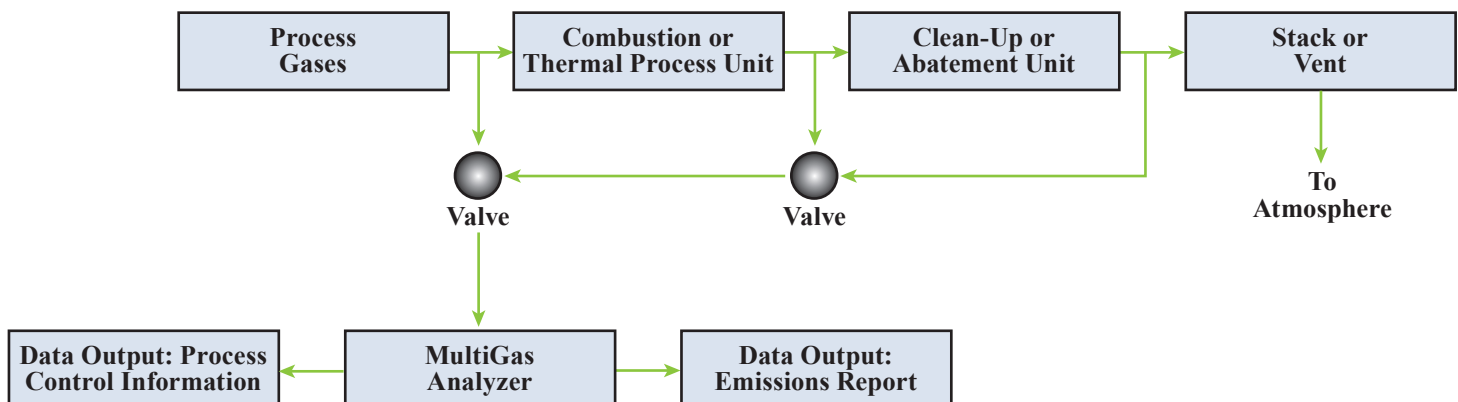 Process
Gases
Combustion or
Thermal Process Unit
Clean-Up or
Abatement Unit
Stack or
Vent
Valve
Valve
To
Atmosphere
Data Output: Process
Control Information
MultiGas
Analyzer
Data Output:
Emissions Report